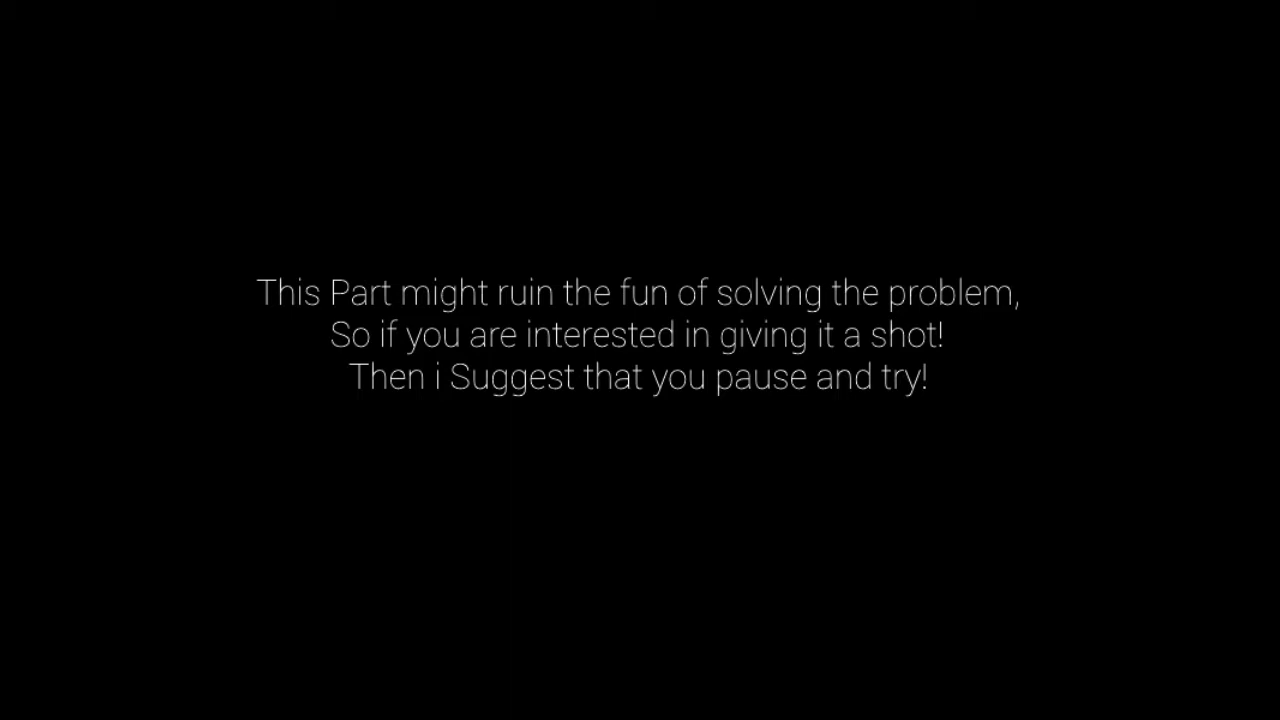 This Part might ruin the fun of solving the problem,
So if you are interested in giving it a shot!
Then i Suggest that you pause and try!